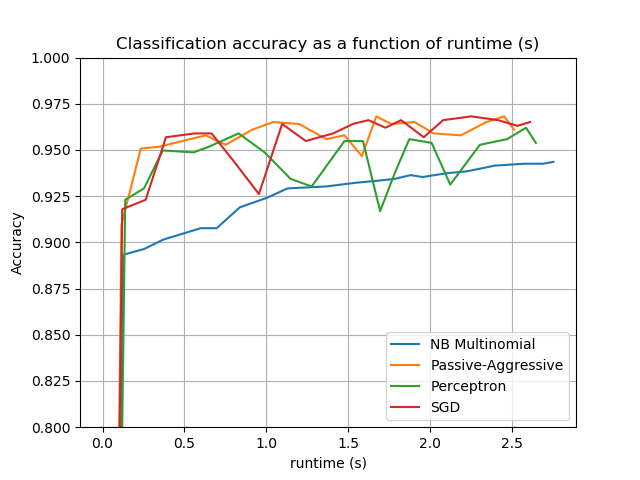 Classification accuracy as a function of runtime (s)
1.000
0.975
0.950
0.925
0.900
0.875
0.850
0.825
0.800
Accuracy
0.0 0.5 1.0 1.5 2.0 2.5
runtime (s)
NB Multinomial
Passive-Aggressive
Perceptron
SGD